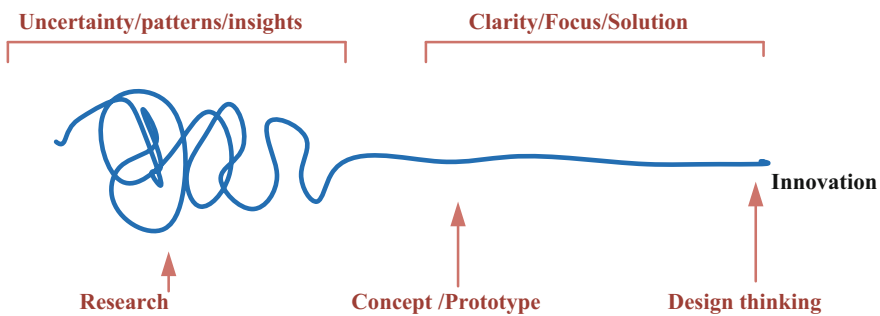 Uncertainty/patterns/insights
Clarity/Focus/Solution
Innovation
Research
Concept /Prototype
Design thinking